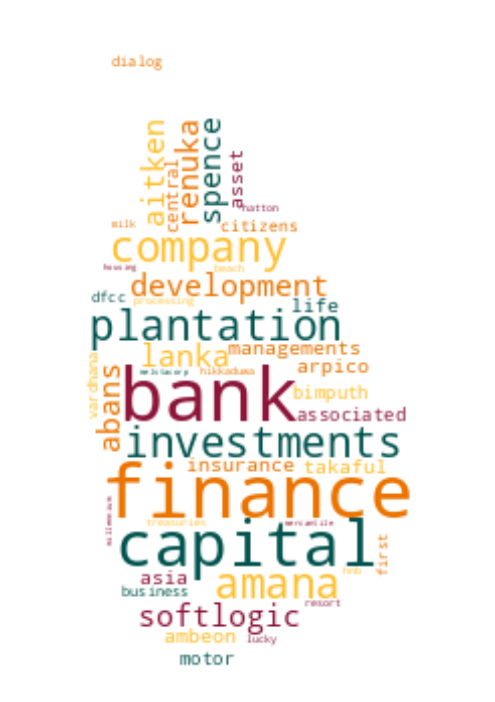 dialog
aitken
central
renuka
spence
asset
hatton
milk
citizens
company
housing
beach
development
dfcc
processing
life
plantation
lanka
managements
vardhana
abans
hikkaduwa
arpico
bank
bimputh
associated
investments
insurance
takaful
finance
millennium
treasuries
mercantile
capital
first
asia
amana
hnb
business
resort
softlogic
ambeon
lucky
motor